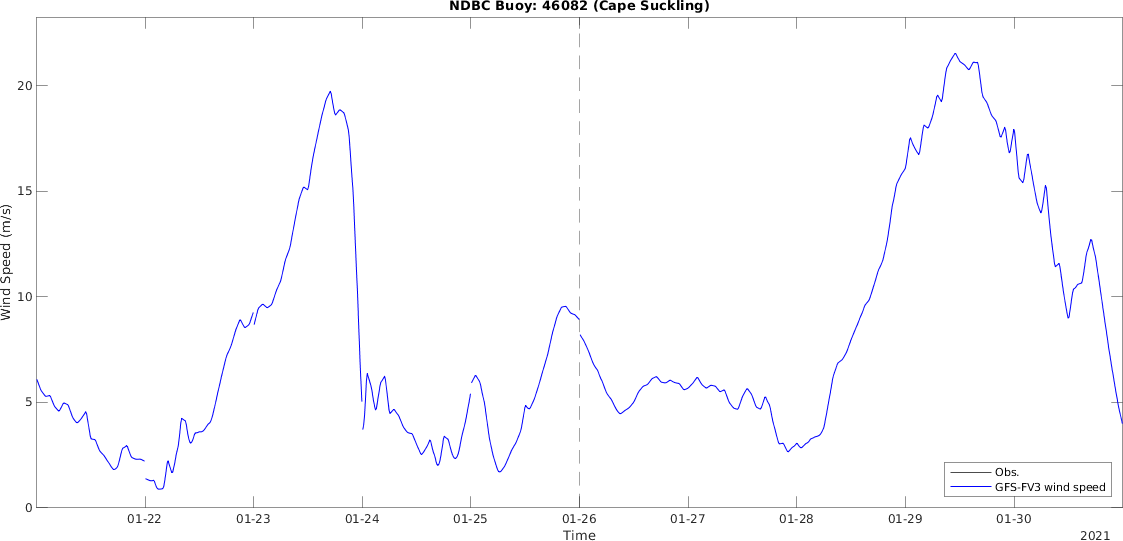 NDBC Buoy: 46082 (Cape Suckling)
20
15
10
5
0
Wind Speed (m/s)
01-22 01-23 01-24 01-25 01-26 01-27 01-28 01-29 01-30
Time
2021
Obs.
GFS-FV3 wind speed